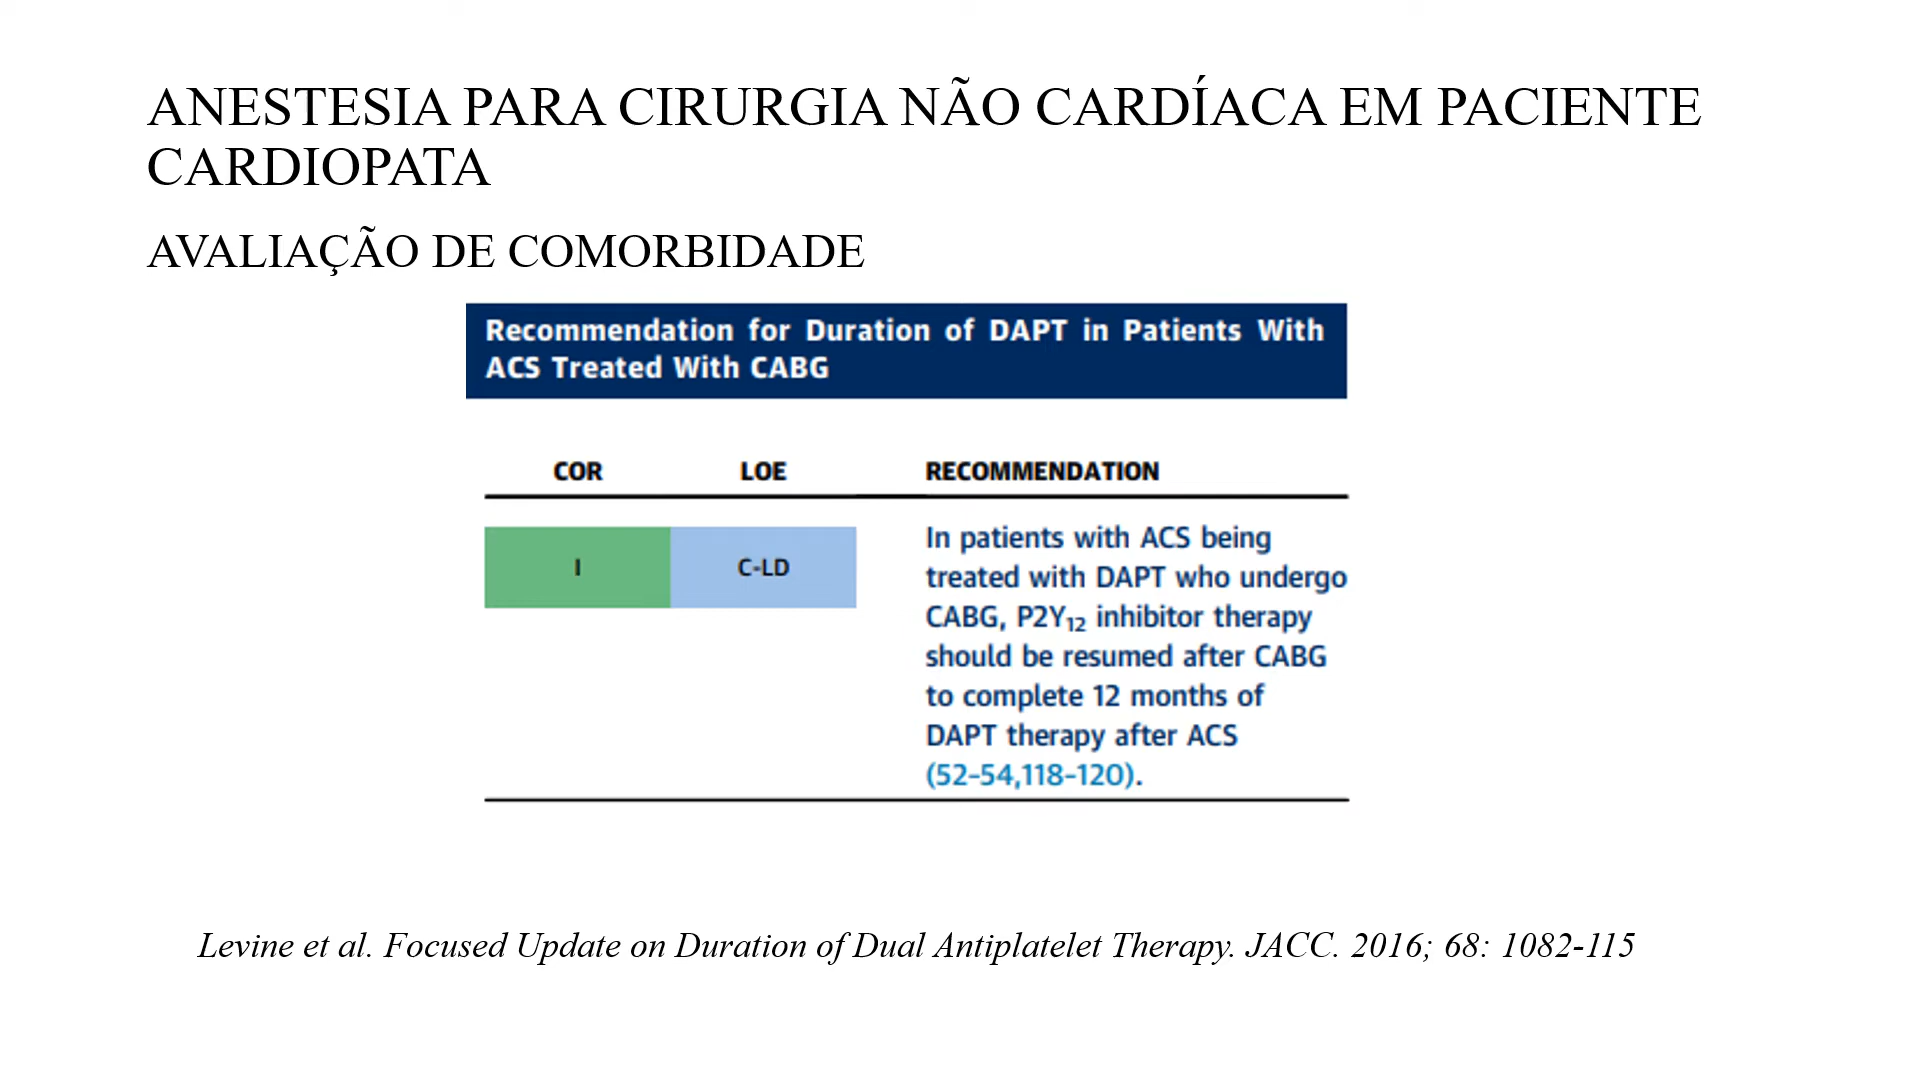 ANESTESIA PARA CIRURGIA NÃO CARDÍACA EM PACIENTE
CARDIOPATA
AVALIAÇÃO DE COMORBIDADE
Recommendation for Duration of DAPT in Patients With
ACS Treated With CABG
COR LOE RECOMMENDATION
I C-LD
In patients with ACS being
treated with DAPT who undergo
CABG, P2Y₁₂ inhibitor therapy
should be resumed after CABG
to complete 12 months of
DAPT therapy after ACS
(52–54,118–120).
Levine et al. Focused Update on Duration of Dual Antiplatelet Therapy. JACC. 2016; 68: 1082-115